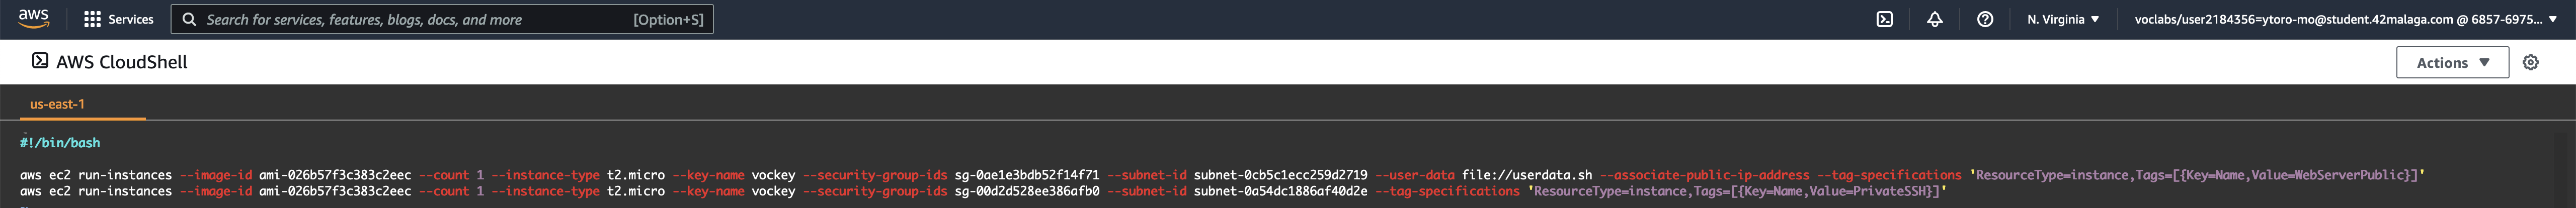 aws Services Search for services, features, blogs, docs, and more [Option+S] N. Virginia ▼ voclabs/user2184356=ytoro-mo@student.42malaga.com @ 6857-6975... ▼
AWS CloudShell Actions ▼
us-east-1
#!/bin/bash
aws ec2 run-instances --image-id ami-026b57f3c383c2eec --count 1 --instance-type t2.micro --key-name vockey --security-group-ids sg-0ae1e3bdb52f14f71 --subnet-id subnet-0cb5c1ecc259d2719 --user-data file://userdata.sh --associate-public-ip-address --tag-specifications 'ResourceType=instance,Tags=[{Key=Name,Value=WebServerPublic}]'
aws ec2 run-instances --image-id ami-026b57f3c383c2eec --count 1 --instance-type t2.micro --key-name vockey --security-group-ids sg-00d2d528ee386afb0 --subnet-id subnet-0a54dc1886af40d2e --tag-specifications 'ResourceType=instance,Tags=[{Key=Name,Value=PrivateSSH}]'